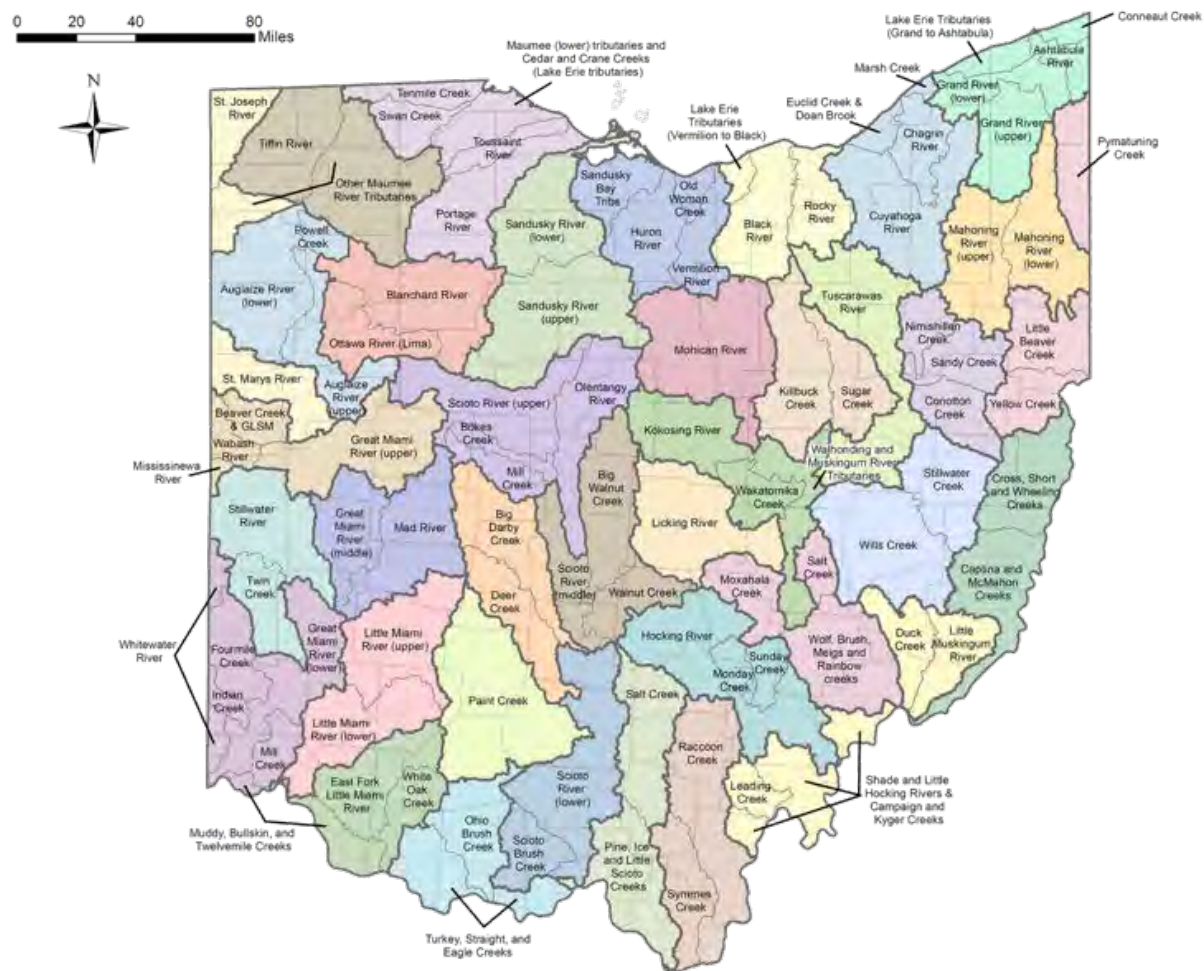 0 20 40 80
Miles
N
Maumee (lower) tributaries and
Cedar and Crane Creeks
(Lake Erie tributaries)
Lake Erie Tributaries
(Grand to Ashtabula)
Conneaut Creek
Ashtabula
River
Marsh Creek
Grand River
(lower)
Euclid Creek &
Doan Brook
Lake Erie
Tributaries
(Vermilion to Black)
Chagrin
River
Grand River
(upper)
Pymatuning
Creek
St. Joseph
River
Tenmile Creek
Swan Creek
Tiffin River
Toussaint
River
Other Maumee
River Tributaries
Sandusky
Bay
Tribs
Old
Woman
Creek
Black
River
Rocky
River
Cuyahoga
River
Portage
River
Sandusky River
(lower)
Huron
River
Vermilion
River
Mahoning
River
(upper)
Mahoning
River
(lower)
Powell
Creek
Auglaize River
(lower)
Blanchard River
Ottawa River (Lima)
Sandusky River
(upper)
Tuscarawas
River
Nimishillen
Creek
Little
Beaver
Creek
Mohican River
Sandy Creek
St. Marys River
Auglaize
River
(upper)
Scioto River (upper)
Olentangy
River
Killbuck
Creek
Sugar
Creek
Conotton
Creek
Yellow Creek
Beaver Creek
& GLSM
Wabash
River
Great Miami
River (upper)
Bokes
Creek
Kokosing River
Walhonding and
Muskingum River
Tributaries
Mississinewa
River
Mill
Creek
Big
Walnut
Creek
Wakatomika
Creek
Stillwater
Creek
Cross, Short
and Wheeling
Creeks
Stillwater
River
Great
Miami
River
(middle)
Mad River
Big
Darby
Creek
Licking River
Wills Creek
Scioto
River
(middle)
Salt
Creek
Twin
Creek
Deer
Creek
Walnut Creek
Moxahala
Creek
Captina and
McMahon
Creeks
Whitewater
River
Fourmile
Creek
Great
Miami
River
(lower)
Little Miami
River (upper)
Hocking River
Sunday
Creek
Monday
Creek
Wolf, Brush,
Meigs and
Rainbow
creeks
Duck
Creek
Little
Muskingum
River
Indian
Creek
Paint Creek
Salt Creek
Little Miami
River (lower)
Mill
Creek
Raccoon
Creek
East Fork
Little Miami
River
White
Oak
Creek
Scioto
River
(lower)
Leading
Creek
Shade and Little
Hocking Rivers &
Campaign and
Kyger Creeks
Muddy, Bullskin, and
Twelvemile Creeks
Ohio
Brush
Creek
Scioto
Brush
Creek
Pine, Ice
and Little
Scioto
Creeks
Symmes
Creek
Turkey, Straight, and
Eagle Creeks